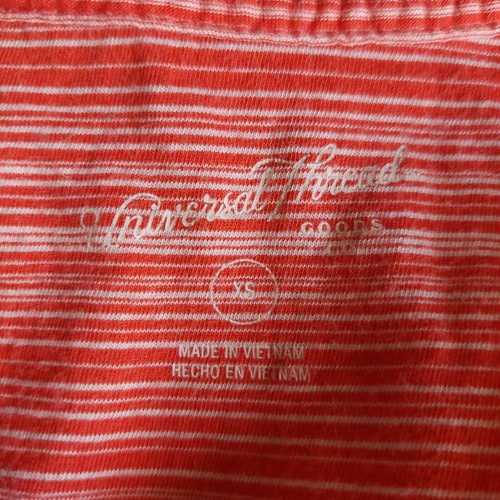 Universal Thread
GOODS
CO.
XS
MADE IN VIETNAM
HECHO EN VIETNAM